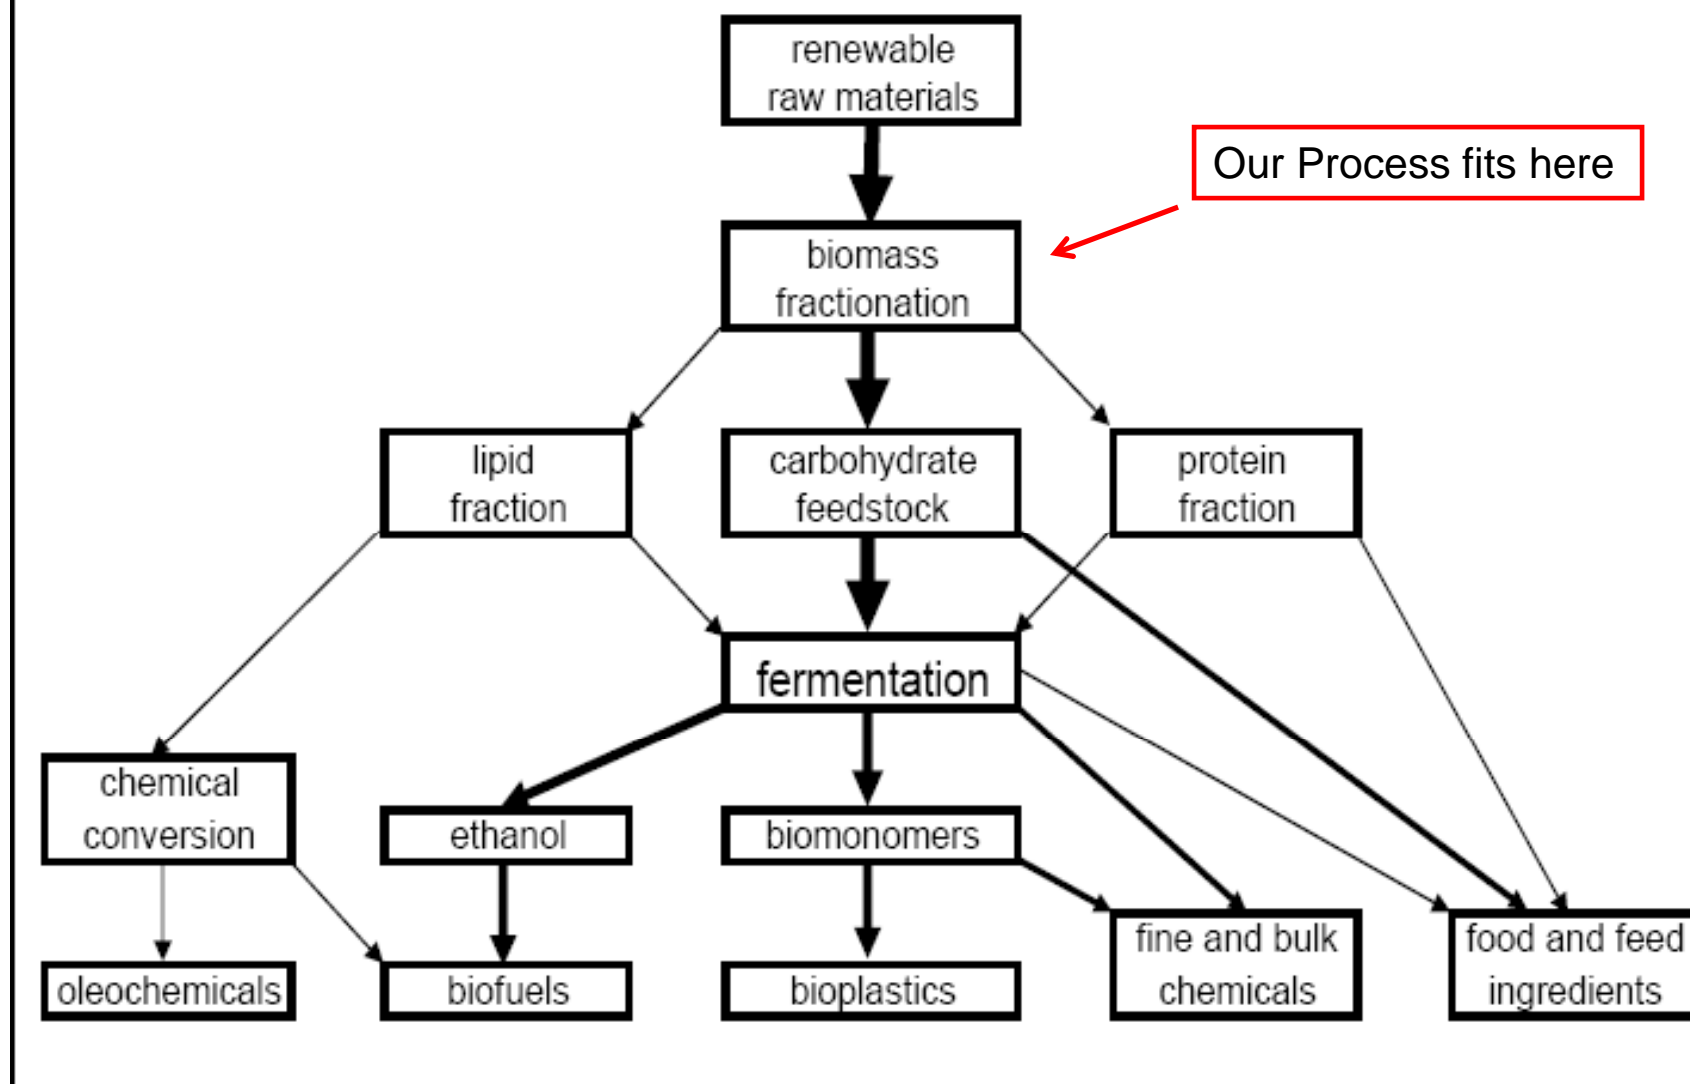 renewable
raw materials
Our Process fits here
biomass
fractionation
lipid
fraction
carbohydrate
feedstock
protein
fraction
fermentation
chemical
conversion
ethanol
biomonomers
fine and bulk
chemicals
food and feed
ingredients
oleochemicals
biofuels
bioplastics